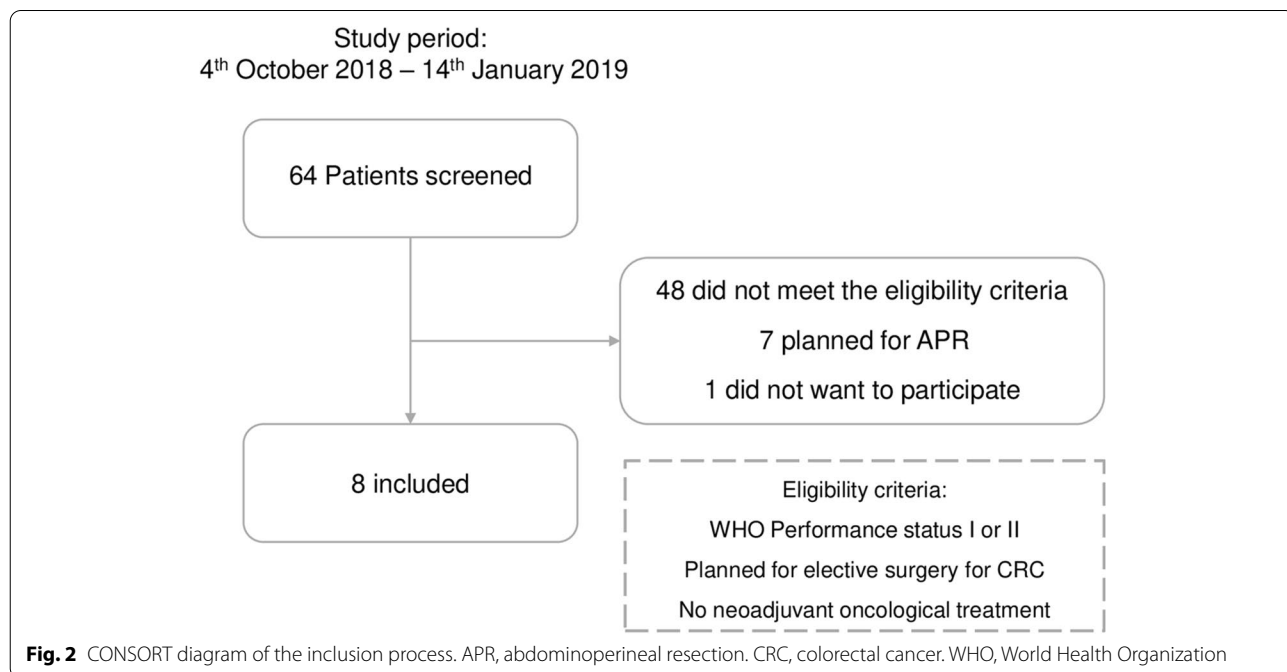 Study period:
4th October 2018 – 14th January 2019
64 Patients screened
48 did not meet the eligibility criteria
7 planned for APR
1 did not want to participate
8 included
Eligibility criteria:
WHO Performance status I or II
Planned for elective surgery for CRC
No neoadjuvant oncological treatment
Fig. 2 CONSORT diagram of the inclusion process. APR, abdominoperineal resection. CRC, colorectal cancer. WHO, World Health Organization